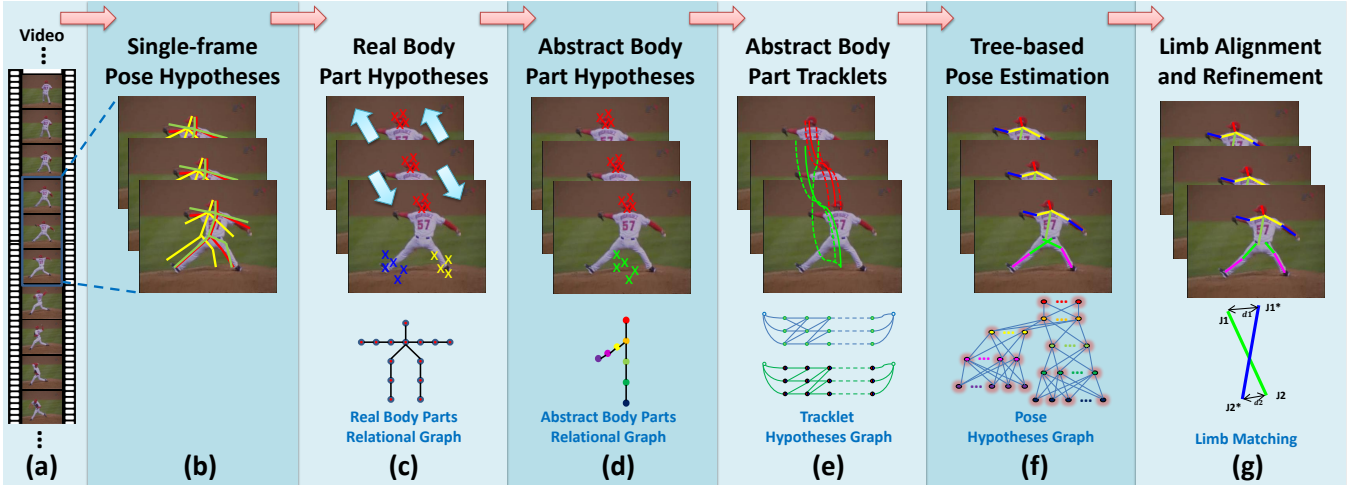 Video
Single-frame
Pose Hypotheses
Real Body
Part Hypotheses
Abstract Body
Part Hypotheses
Abstract Body
Part Tracklets
Tree-based
Pose Estimation
Limb Alignment
and Refinement
57
57
57
57
J1
d1
J1*
J2*
d2
J2
Real Body Parts
Relational Graph
Abstract Body Parts
Relational Graph
Tracklet
Hypotheses Graph
Pose
Hypotheses Graph
Limb Matching
(a)
(b)
(c)
(d)
(e)
(f)
(g)